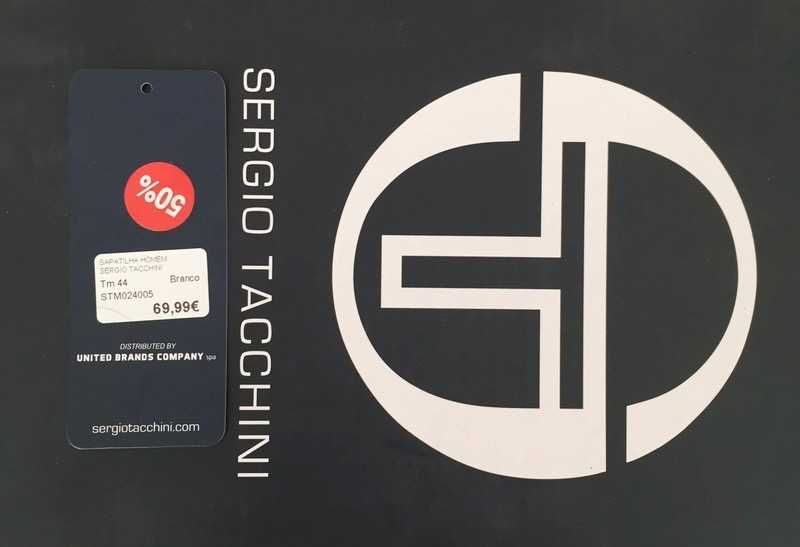 50%
SAPATILHA HOMEM
SERGIO TACCHINI
Tm 44 Branco
STM024005
69,99€
DISTRIBUTED BY
UNITED BRANDS COMPANY spa
sergiotacchini.com
SERGIO TACCHINI